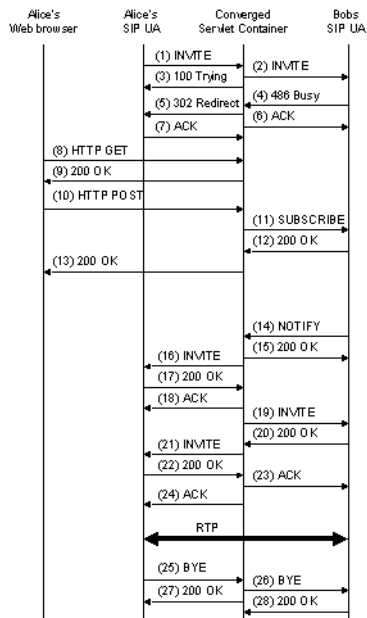 Alice's Alice's Converged Bobs
Web browser SIP UA Servlet Container SIP UA
(1) INVITE
(2) INVITE
(3) 100 Trying
(4) 486 Busy
(5) 302 Redirect
(6) ACK
(7) ACK
(8) HTTP GET
(9) 200 OK
(10) HTTP POST
(11) SUBSCRIBE
(12) 200 OK
(13) 200 OK
(14) NOTIFY
(15) 200 OK
(16) INVITE
(17) 200 OK
(18) ACK
(19) INVITE
(20) 200 OK
(21) INVITE
(22) 200 OK
(23) ACK
(24) ACK
RTP
(25) BYE
(26) BYE
(27) 200 OK
(28) 200 OK